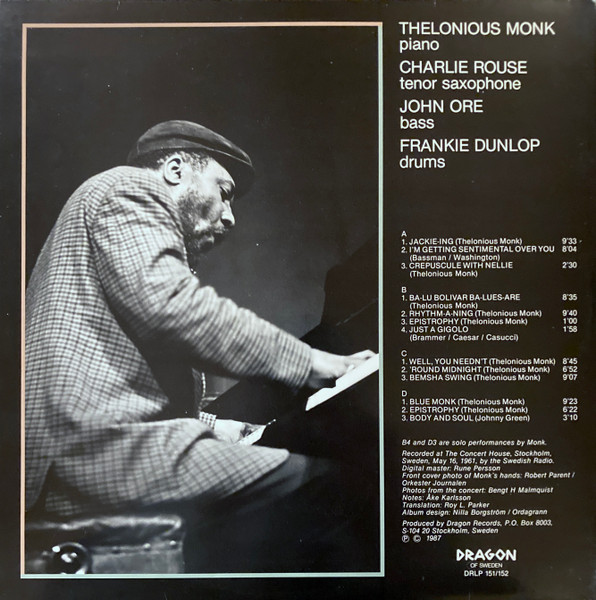 THELONIOUS MONK
piano
CHARLIE ROUSE
tenor saxophone
JOHN ORE
bass
FRANKIE DUNLOP
drums
A
1. JACKIE-ING (Thelonious Monk) 9'33
2. I'M GETTING SENTIMENTAL OVER YOU 8'04
(Bassman / Washington)
3. CREPUSCULE WITH NELLIE 2'30
(Thelonious Monk)
B
1. BA-LU BOLIVAR BA-LUES-ARE 8'35
2. RHYTHM-A-NING (Thelonious Monk) 9'40
3. EPISTROPHY (Thelonious Monk) 1'00
4. JUST A GIGOLO 1'58
(Brammer / Caesar / Casucci)
C
1. WELL, YOU NEEDN'T (Thelonious Monk) 8'45
2. 'ROUND MIDNIGHT (Thelonious Monk) 6'52
3. BEMSHA SWING (Thelonious Monk) 9'07
D
1. BLUE MONK (Thelonious Monk) 9'23
2. EPISTROPHY (Thelonious Monk) 6'22
3. BODY AND SOUL (Johnny Green) 3'10
B4 and D3 are solo performances by Monk.
Recorded at The Concert House, Stockholm,
Sweden, May 16, 1961, by the Swedish Radio.
Digital master: Rune Persson
Front cover photo of Monk's hands: Robert Parent /
Orkester Journalen
Photos from the concert: Bengt H Malmquist
Notes: Åke Karlsson
Translation: Roy L. Parker
Album design: Nilla Borgström / Ordagrann
Produced by Dragon Records, P.O. Box 8003,
S-104 20 Stockholm, Sweden
Ⓟ © 1987
DRAGON
OF SWEDEN
DRLP 151/152